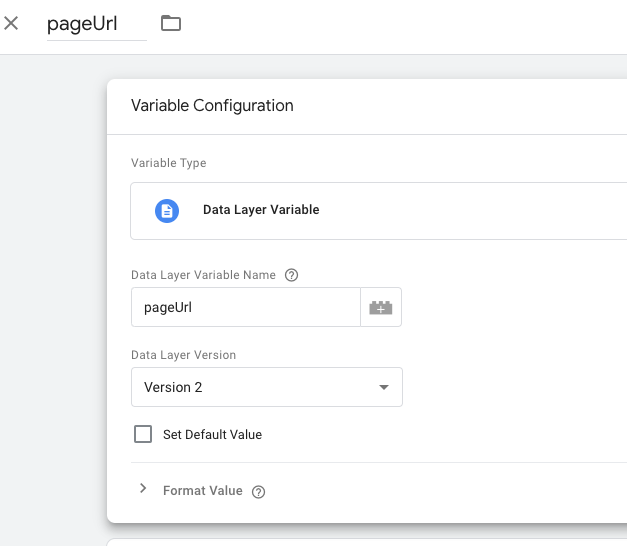 pageUrl
Variable Configuration
Variable Type
Data Layer Variable
Data Layer Variable Name
pageUrl
Data Layer Version
Version 2
Set Default Value
Format Value